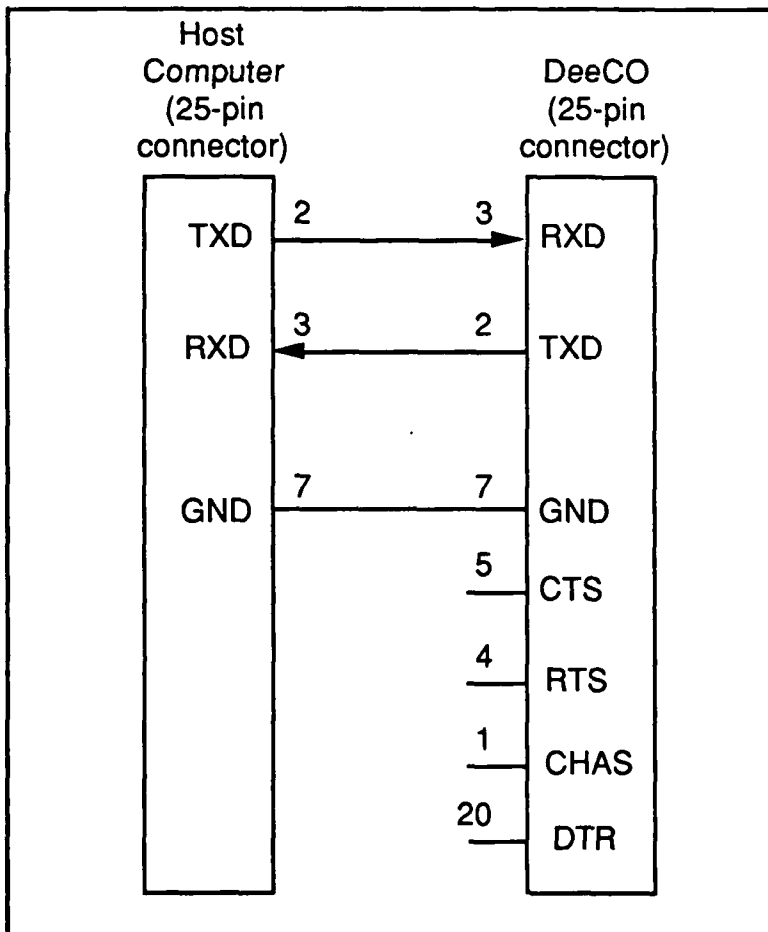 Host
Computer
(25-pin
connector)
DeeCO
(25-pin
connector)
TXD 2 3 RXD
RXD 3 2 TXD
GND 7 7 GND
5 CTS
4 RTS
1 CHAS
20 DTR